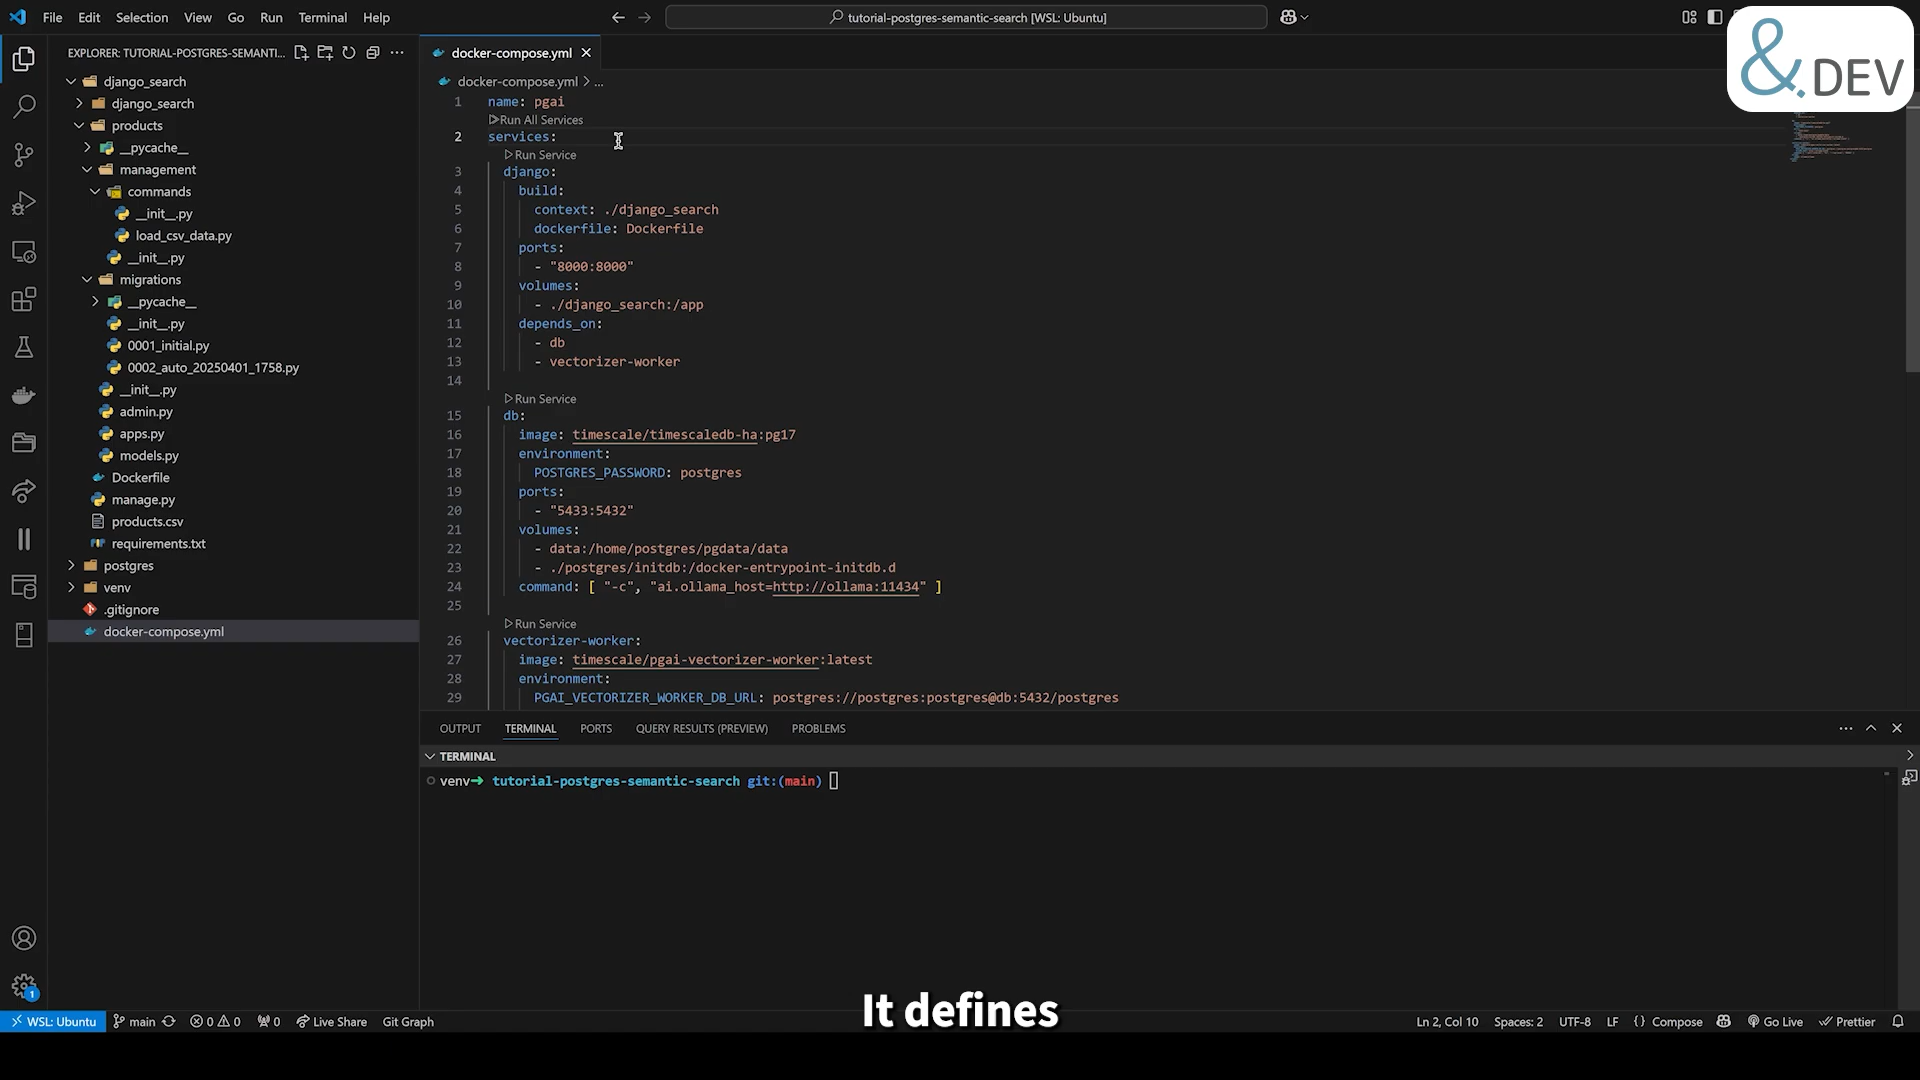 File Edit Selection View Go Run Terminal Help
tutorial-postgres-semantic-search [WSL: Ubuntu]
&.DEV
EXPLORER: TUTORIAL-POSTGRES-SEMANTI...
django_search
django_search
products
__pycache__
management
commands
__init__.py
load_csv_data.py
__init__.py
migrations
__pycache__
__init__.py
0001_initial.py
0002_auto_20250401_1758.py
__init__.py
admin.py
apps.py
models.py
Dockerfile
manage.py
products.csv
requirements.txt
postgres
venv
.gitignore
docker-compose.yml
docker-compose.yml
docker-compose.yml > ...
1 name: pgai
Run All Services
2 services:
Run Service
3 django:
4 build:
5 context: ./django_search
6 dockerfile: Dockerfile
7 ports:
8 - "8000:8000"
9 volumes:
10 - ./django_search:/app
11 depends_on:
12 - db
13 - vectorizer-worker
14
Run Service
15 db:
16 image: timescale/timescaledb-ha:pg17
17 environment:
18 POSTGRES_PASSWORD: postgres
19 ports:
20 - "5433:5432"
21 volumes:
22 - data:/home/postgres/pgdata/data
23 - ./postgres/initdb:/docker-entrypoint-initdb.d
24 command: [ "-c", "ai.ollama_host=http://ollama:11434" ]
25
Run Service
26 vectorizer-worker:
27 image: timescale/pgai-vectorizer-worker:latest
28 environment:
29 PGAI_VECTORIZER_WORKER_DB_URL: postgres://postgres:postgres@db:5432/postgres
OUTPUT TERMINAL PORTS QUERY RESULTS (PREVIEW) PROBLEMS
TERMINAL
venv→ tutorial-postgres-semantic-search git:(main)
1
It defines
WSL: Ubuntu main 0 0 0 Live Share Git Graph Ln 2, Col 10 Spaces: 2 UTF-8 LF {} Compose Go Live Prettier